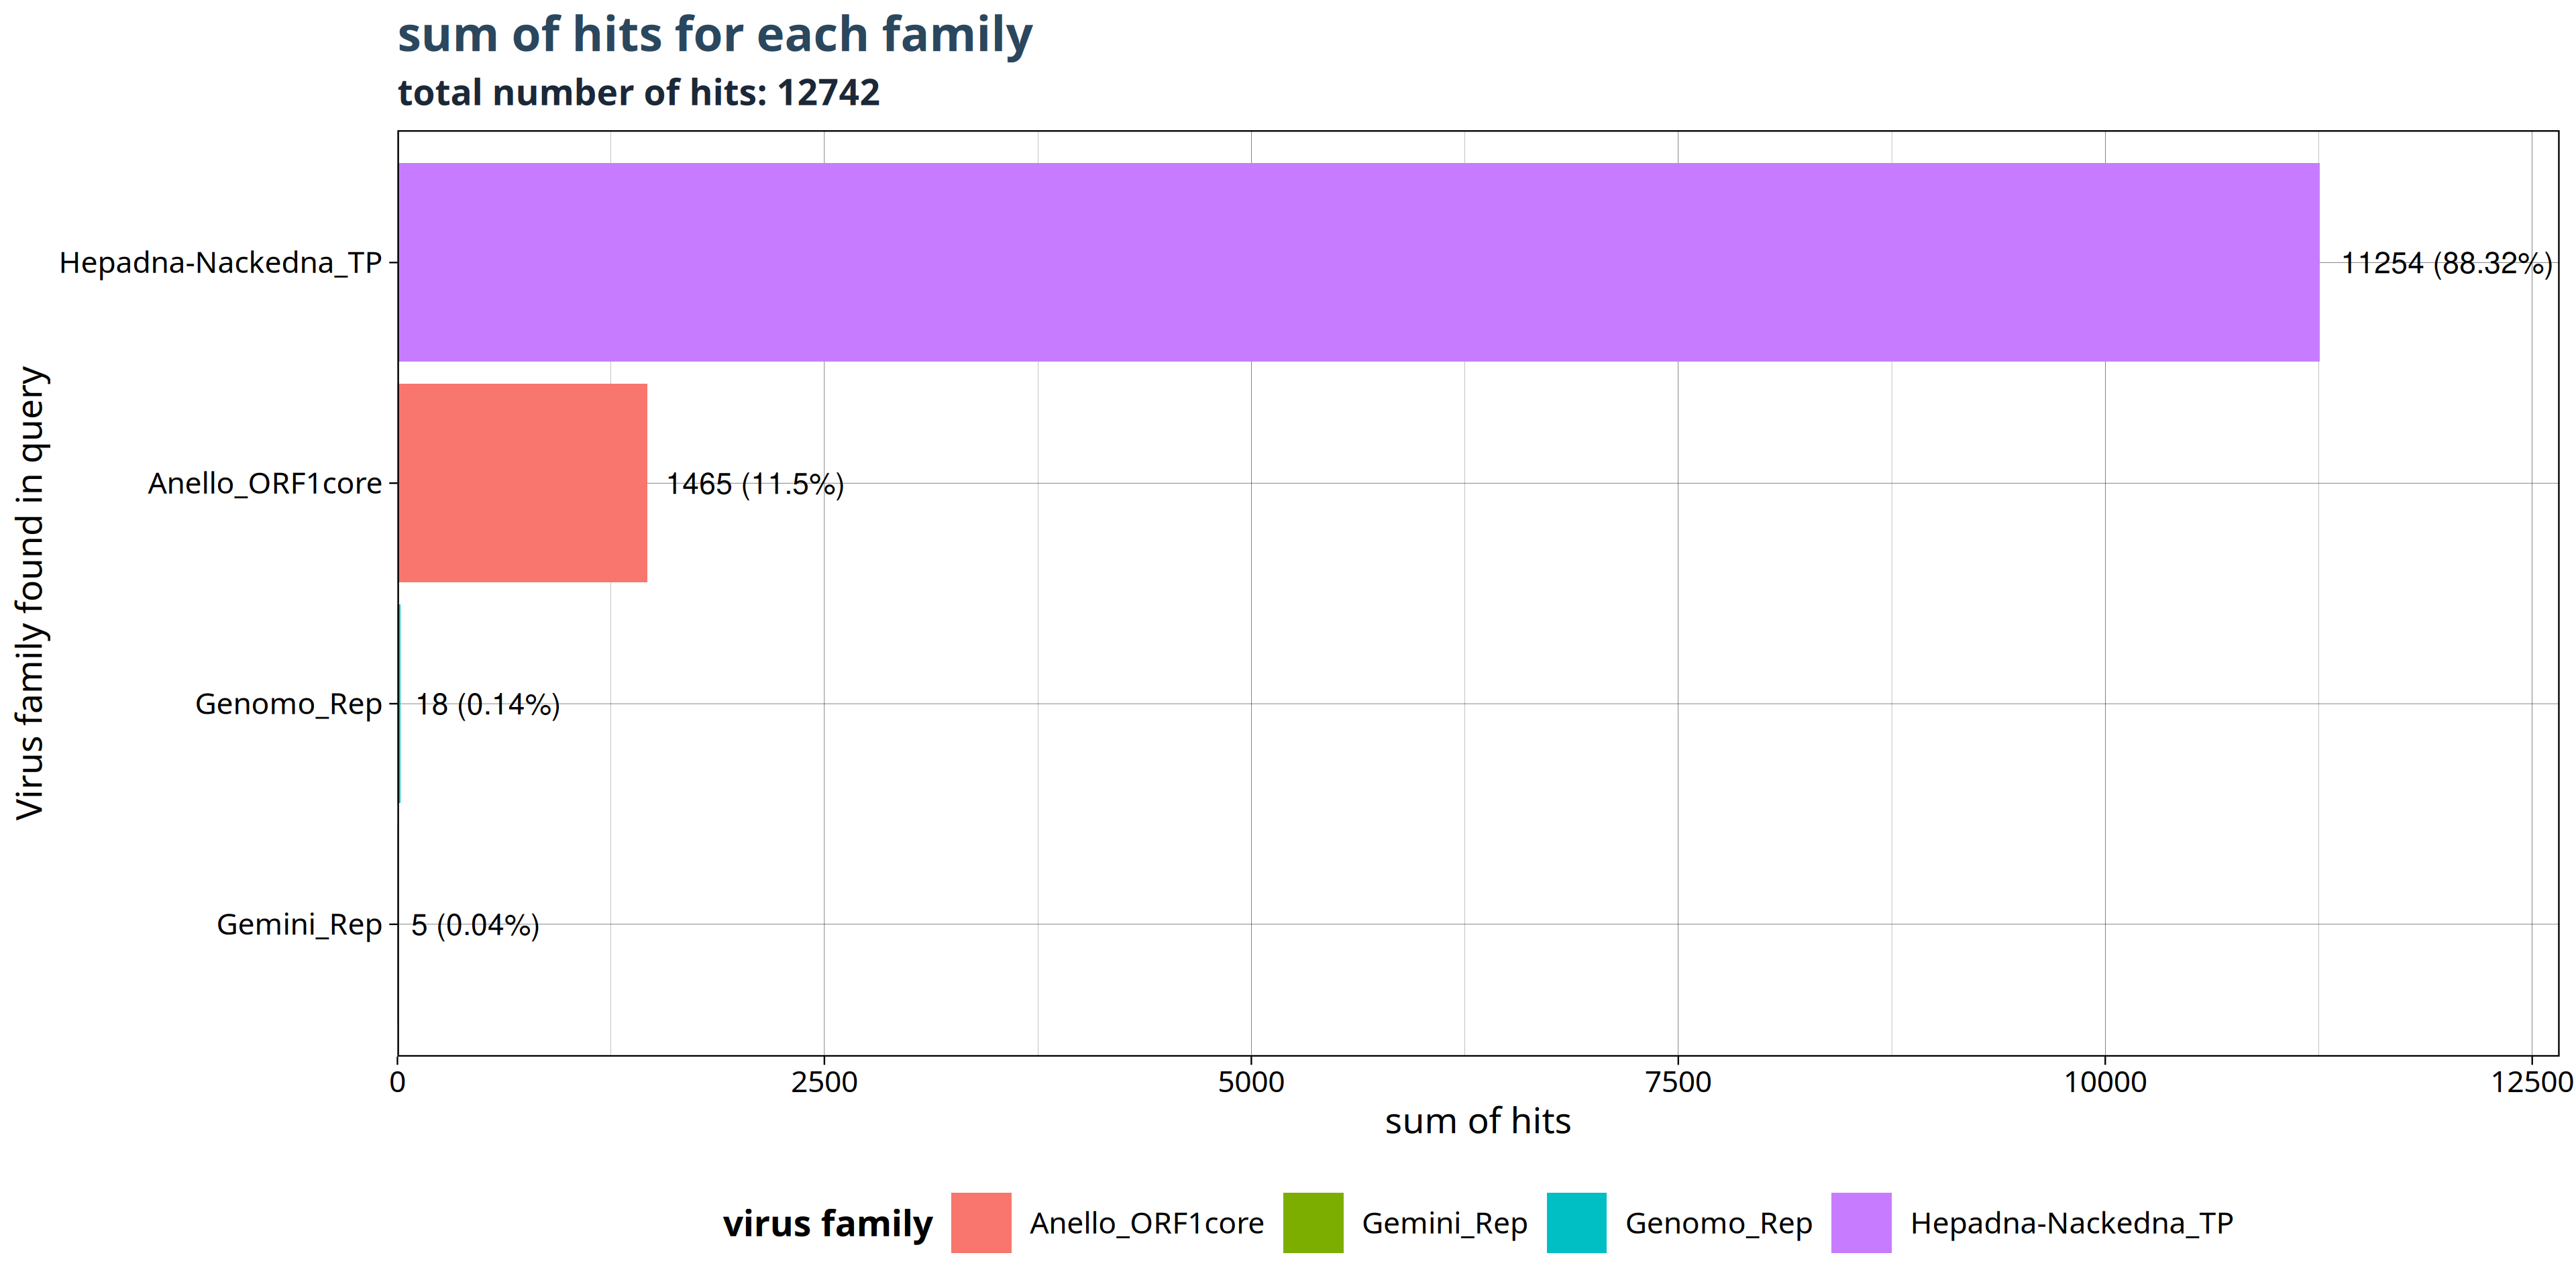 sum of hits for each family
total number of hits: 12742
Virus family found in query
Hepadna-Nackedna_TP
11254 (88.32%)
Anello_ORF1core
1465 (11.5%)
Genomo_Rep
18 (0.14%)
Gemini_Rep
5 (0.04%)
0 2500 5000 7500 10000 12500
sum of hits
virus family Anello_ORF1core Gemini_Rep Genomo_Rep Hepadna-Nackedna_TP